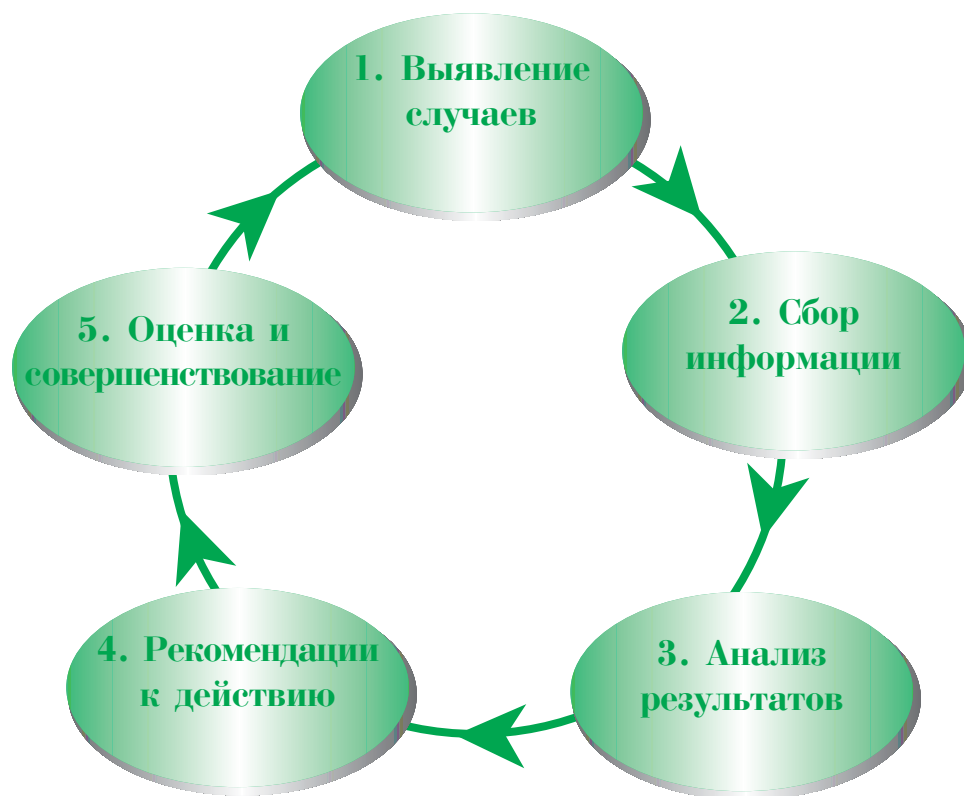 1. Выявление
случаев
2. Сбор
информации
3. Анализ
результатов
4. Рекомендации
к действию
5. Оценка и
совершенствование